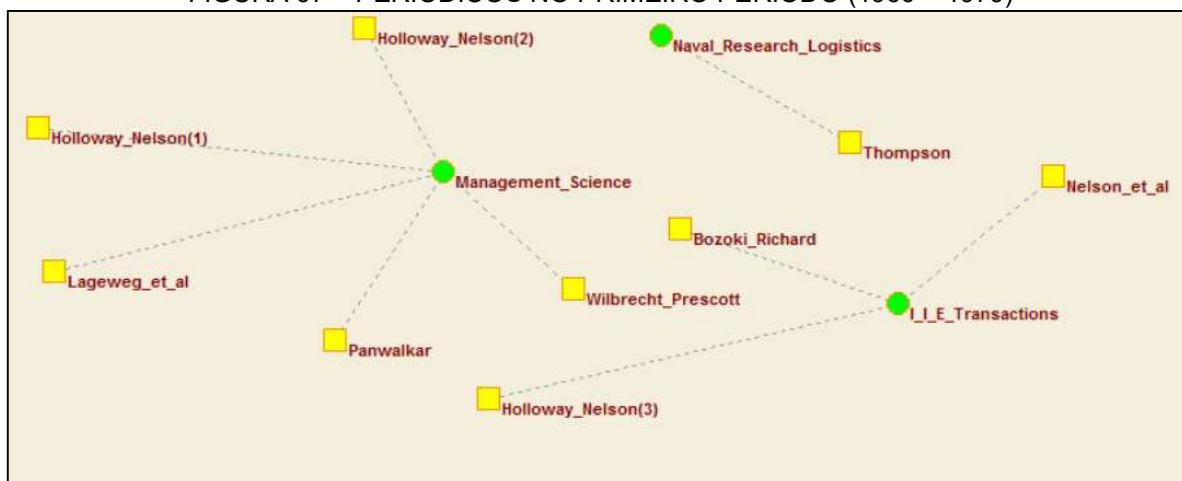 Holloway_Nelson(2)
Naval_Research_Logistics
Holloway_Nelson(1)
Thompson
Management_Science
Nelson_et_al
Bozoki_Richard
Lageweg_et_al
Wilbrecht_Prescott
I_I_E_Transactions
Panwalkar
Holloway_Nelson(3)